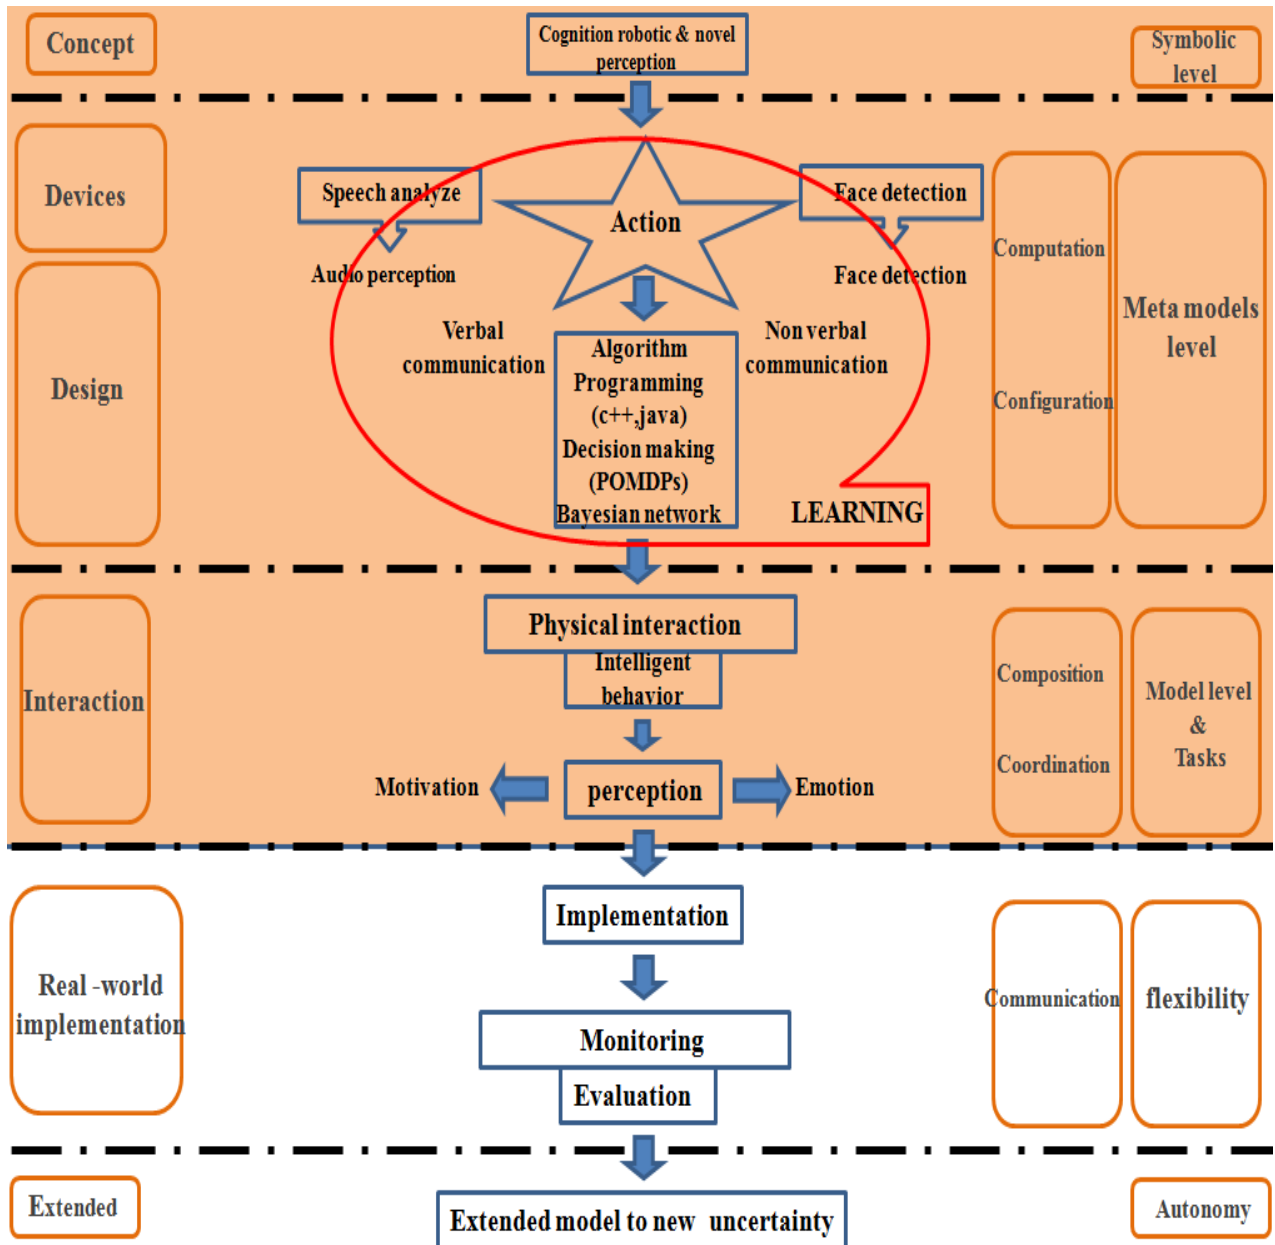 Concept
Cognition robotic & novel
perception
Symbolic
level
Devices
Speech analyze
Action
Face detection
Audio perception
Face detection
Computation
Meta models
level
Design
Verbal
communication
Non verbal
communication
Algorithm
Programming
(c++,java)
Decision making
(POMDPs)
Bayesian network
LEARNING
Configuration
Interaction
Physical interaction
Intelligent
behavior
Motivation
perception
Emotion
Composition
Coordination
Model level
&
Tasks
Real -world
implementation
Implementation
Monitoring
Evaluation
Communication
flexibility
Extended
Extended model to new uncertainty
Autonomy